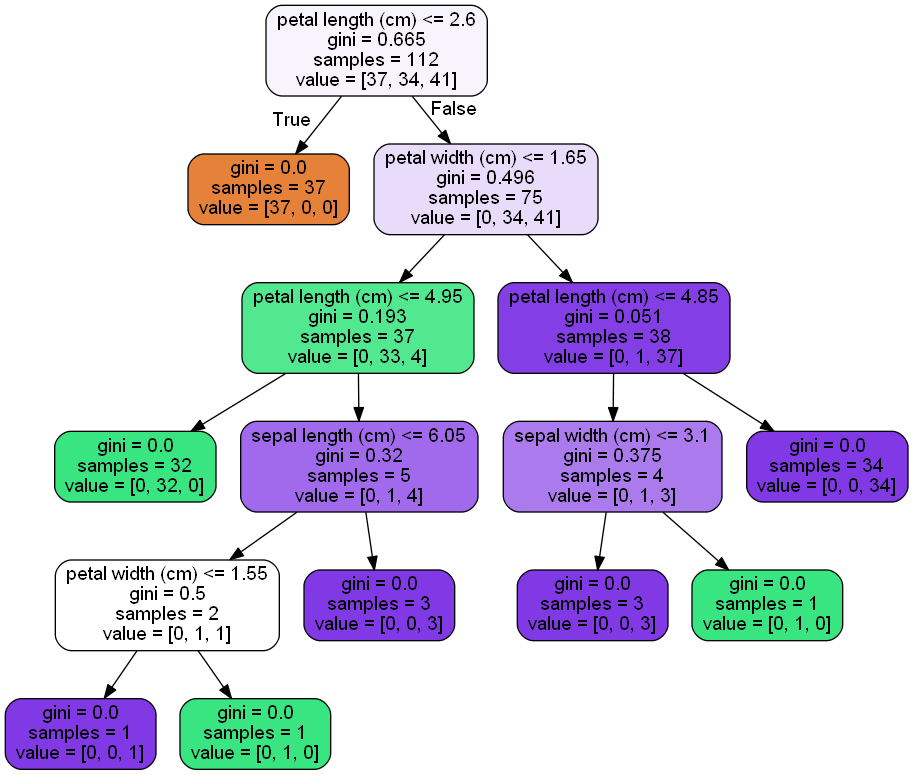 petal length (cm) <= 2.6
gini = 0.665
samples = 112
value = [37, 34, 41]
True
False
gini = 0.0
samples = 37
value = [37, 0, 0]
petal width (cm) <= 1.65
gini = 0.496
samples = 75
value = [0, 34, 41]
petal length (cm) <= 4.95
gini = 0.193
samples = 37
value = [0, 33, 4]
petal length (cm) <= 4.85
gini = 0.051
samples = 38
value = [0, 1, 37]
gini = 0.0
samples = 32
value = [0, 32, 0]
sepal length (cm) <= 6.05
gini = 0.32
samples = 5
value = [0, 1, 4]
sepal width (cm) <= 3.1
gini = 0.375
samples = 4
value = [0, 1, 3]
gini = 0.0
samples = 34
value = [0, 0, 34]
petal width (cm) <= 1.55
gini = 0.5
samples = 2
value = [0, 1, 1]
gini = 0.0
samples = 3
value = [0, 0, 3]
gini = 0.0
samples = 3
value = [0, 0, 3]
gini = 0.0
samples = 1
value = [0, 1, 0]
gini = 0.0
samples = 1
value = [0, 0, 1]
gini = 0.0
samples = 1
value = [0, 1, 0]